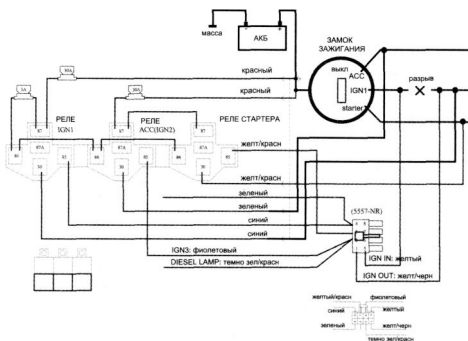 масса
АКБ
ЗАМОК
ЗАЖИГАНИЯ
выкл
ACC
IGN1
starter
разрыв
30A
красный
5A
30A
красный
РЕЛЕ
IGN1
РЕЛЕ
ACC(IGN2)
РЕЛЕ СТАРТЕРА
87
87
87
87A
87A
87A
86
85
86
86
85
30
30
30
желт/красн
желт/красн
зеленый
зеленый
синий
синий
(5557-NR)
IGN3: фиолетовый
DIESEL LAMP: темно зел/красн
IGN IN: желтый
IGN OUT: желт/черн
желтый/красн
фиолетовый
синий
желтый
зеленый
желт/черн
темно зел/красн